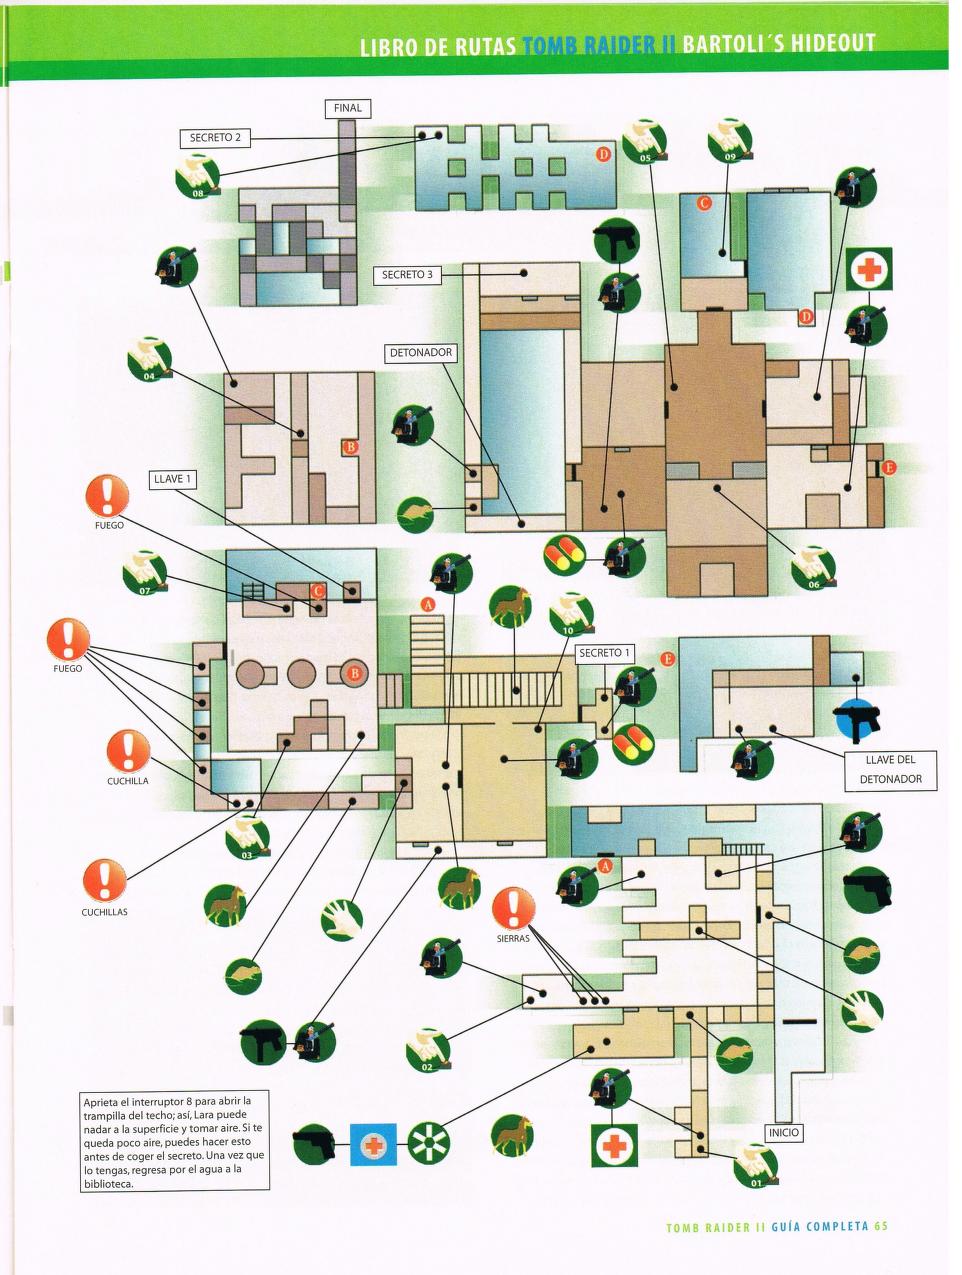 LIBRO DE RUTAS TOMB RAIDER II BARTOLI´S HIDEOUT
FINAL
SECRETO 2
D
05
09
08
C
SECRETO 3
D
DETONADOR
04
B
LLAVE 1
E
FUEGO
07
06
C
A
10
SECRETO 1
E
FUEGO
B
CUCHILLA
LLAVE DEL
DETONADOR
03
A
CUCHILLAS
SIERRAS
02
Aprieta el interruptor 8 para abrir la
trampilla del techo; así, Lara puede
nadar a la superficie y tomar aire. Si te
queda poco aire, puedes hacer esto
antes de coger el secreto. Una vez que
lo tengas, regresa por el agua a la
biblioteca.
INICIO
01
TOMB RAIDER II GUÍA COMPLETA 65